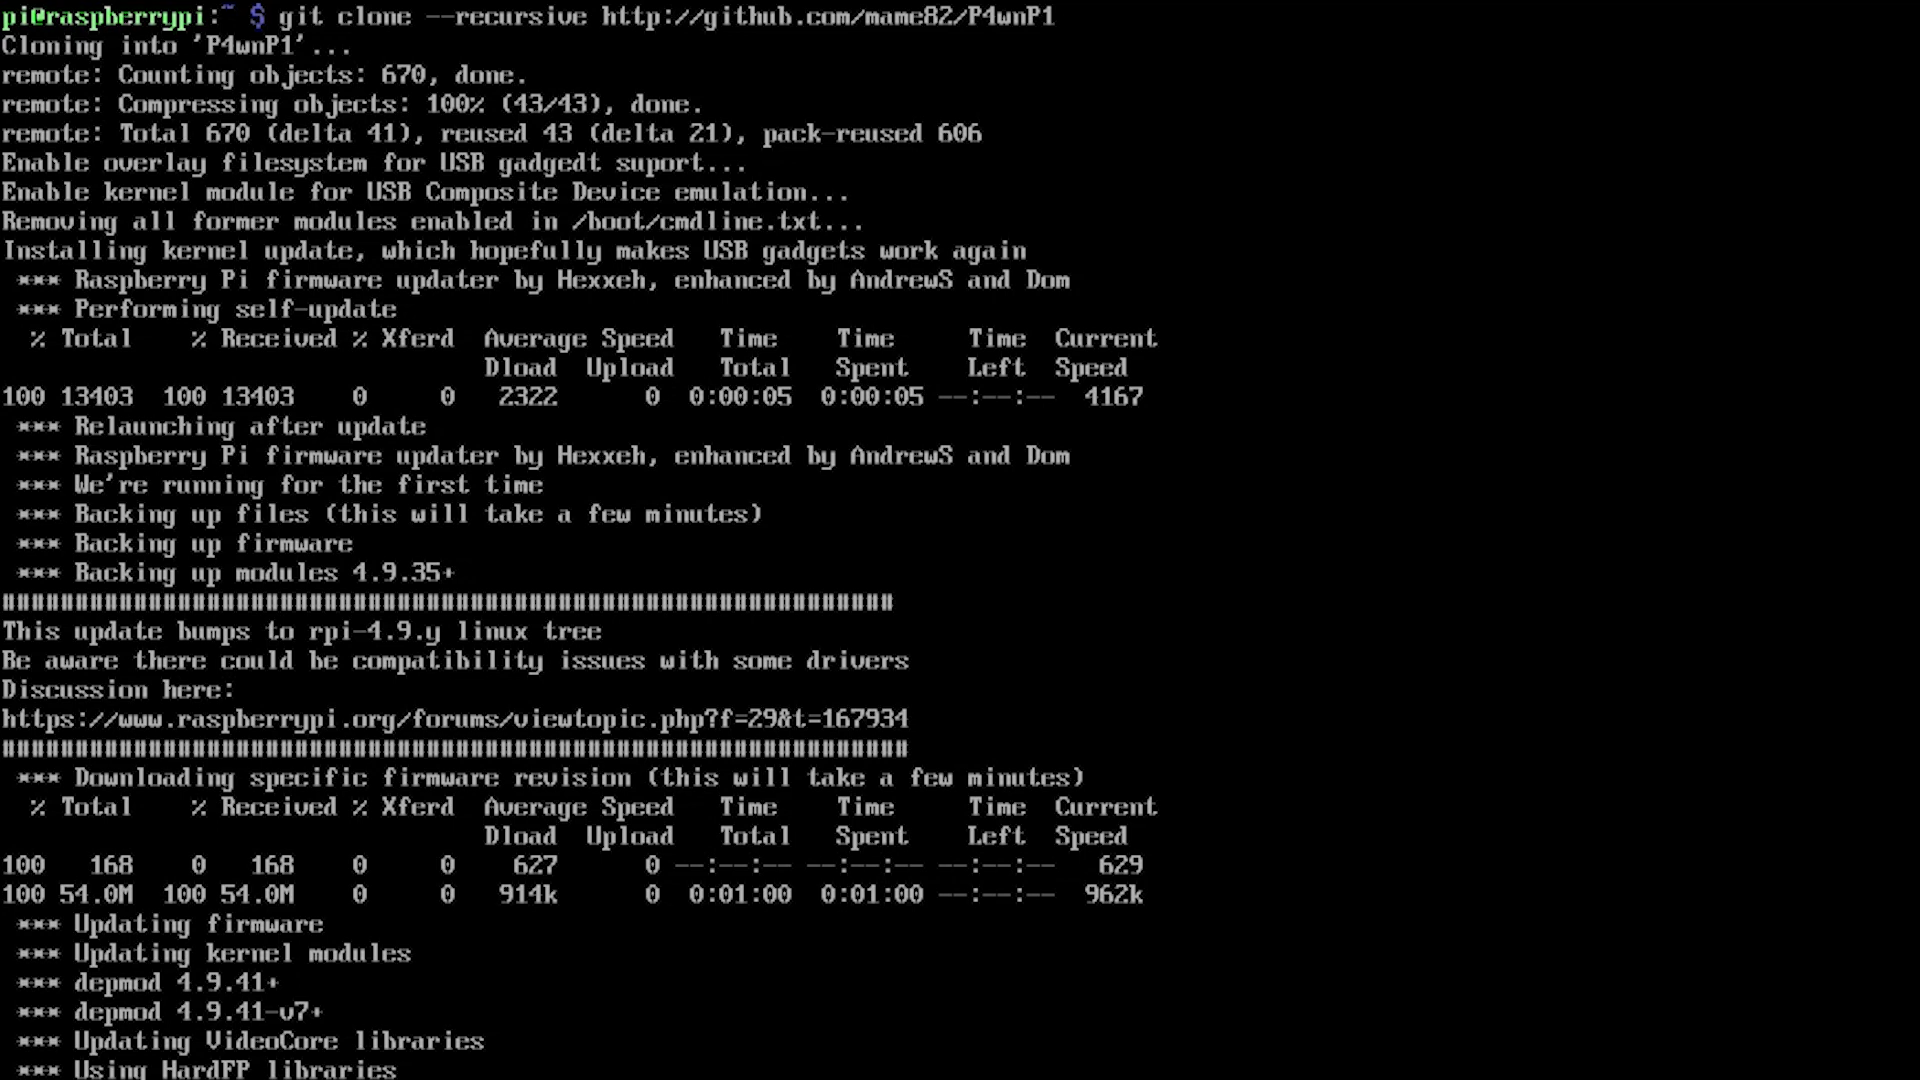 pi@raspberrypi:~ $ git clone --recursive http://github.com/mame82/P4wnP1
Cloning into 'P4wnP1'...
remote: Counting objects: 670, done.
remote: Compressing objects: 100% (43/43), done.
remote: Total 670 (delta 41), reused 43 (delta 21), pack-reused 606
Enable overlay filesystem for USB gadgedt suport...
Enable kernel module for USB Composite Device emulation...
Removing all former modules enabled in /boot/cmdline.txt...
Installing kernel update, which hopefully makes USB gadgets work again
 *** Raspberry Pi firmware updater by Hexxeh, enhanced by AndrewS and Dom
 *** Performing self-update
  % Total    % Received % Xferd  Average Speed   Time    Time     Time  Current
                                 Dload  Upload   Total   Spent    Left  Speed
100 13403  100 13403    0     0   2322      0  0:00:05  0:00:05 --:--:--  4167
 *** Relaunching after update
 *** Raspberry Pi firmware updater by Hexxeh, enhanced by AndrewS and Dom
 *** We're running for the first time
 *** Backing up files (this will take a few minutes)
 *** Backing up firmware
 *** Backing up modules 4.9.35+
#############################################################
This update bumps to rpi-4.9.y linux tree
Be aware there could be compatibility issues with some drivers
Discussion here:
https://www.raspberrypi.org/forums/viewtopic.php?f=29&t=167934
##############################################################
 *** Downloading specific firmware revision (this will take a few minutes)
  % Total    % Received % Xferd  Average Speed   Time    Time     Time  Current
                                 Dload  Upload   Total   Spent    Left  Speed
100   168    0   168    0     0    627      0 --:--:-- --:--:-- --:--:--   629
100 54.0M  100 54.0M    0     0   914k      0  0:01:00  0:01:00 --:--:--  962k
 *** Updating firmware
 *** Updating kernel modules
 *** depmod 4.9.41+
 *** depmod 4.9.41-v7+
 *** Updating VideoCore libraries
 *** Using HardFP libraries